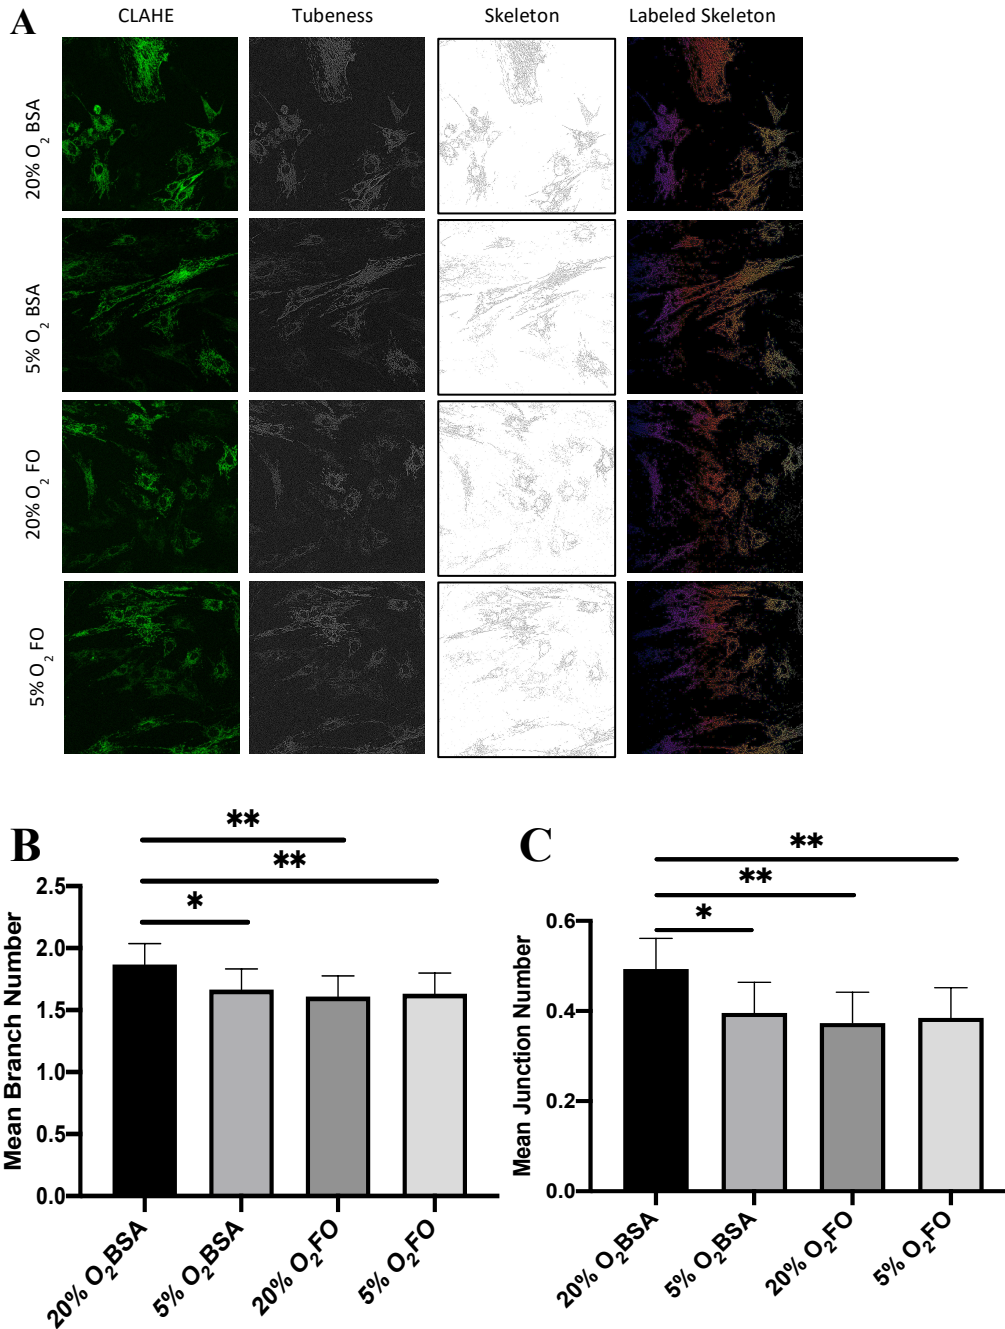 A
CLAHE Tubeness Skeleton Labeled Skeleton
20% O2 BSA
5% O2 BSA
20% O2 FO
5% O2 FO
B
**
**
*
Mean Branch Number
2.5
2.0
1.5
1.0
0.5
0.0
20% O2BSA
5% O2BSA
20% O2FO
5% O2FO
C
**
**
*
Mean Junction Number
0.6
0.4
0.2
0.0
20% O2BSA
5% O2BSA
20% O2FO
5% O2FO